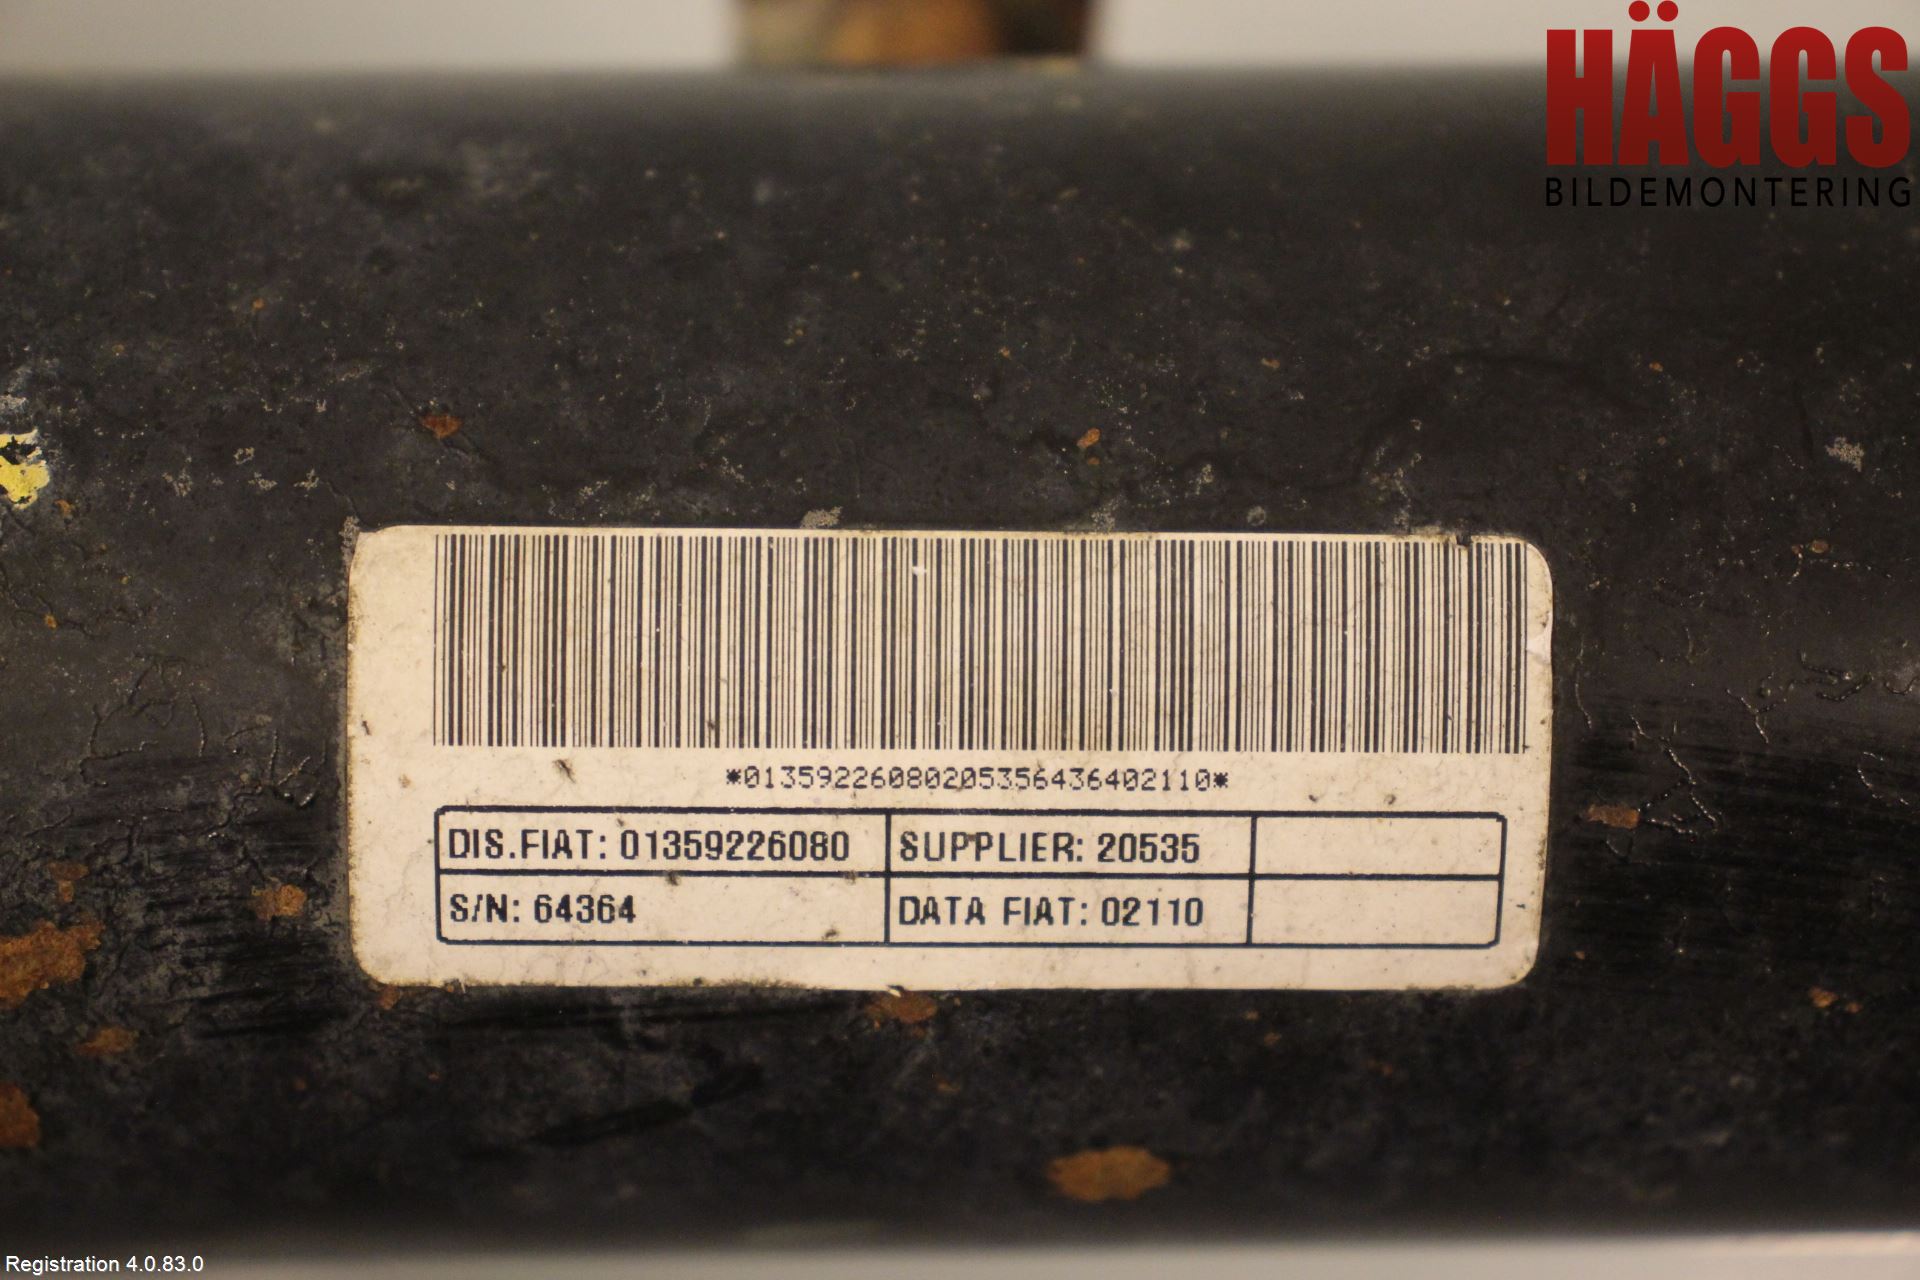 HÄGGS
BILDEMONTERING
*01359226080205356436402110*
DIS.FIAT: 01359226080
SUPPLIER: 20535
S/N: 64364
DATA FIAT: 02110
Registration 4.0.83.0